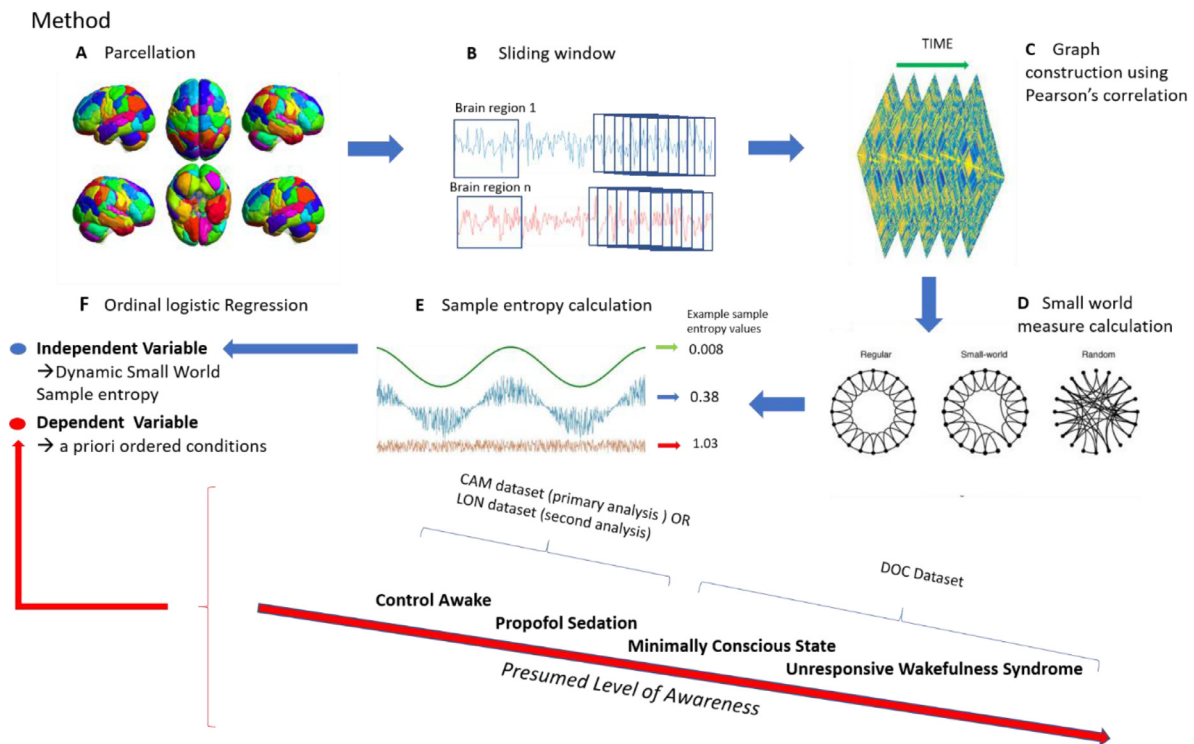 Method
A Parcellation
B Sliding window
Brain region 1
Brain region n
TIME
C Graph
construction using
Pearson's correlation
D Small world
measure calculation
Regular
Small-world
Random
E Sample entropy calculation
Example sample
entropy values
0.008
0.38
1.03
F Ordinal logistic Regression
Independent Variable
→Dynamic Small World
Sample entropy
Dependent Variable
→ a priori ordered conditions
CAM dataset (primary analysis ) OR
LON dataset (second analysis)
DOC Dataset
Control Awake
Propofol Sedation
Minimally Conscious State
Unresponsive Wakefulness Syndrome
Presumed Level of Awareness